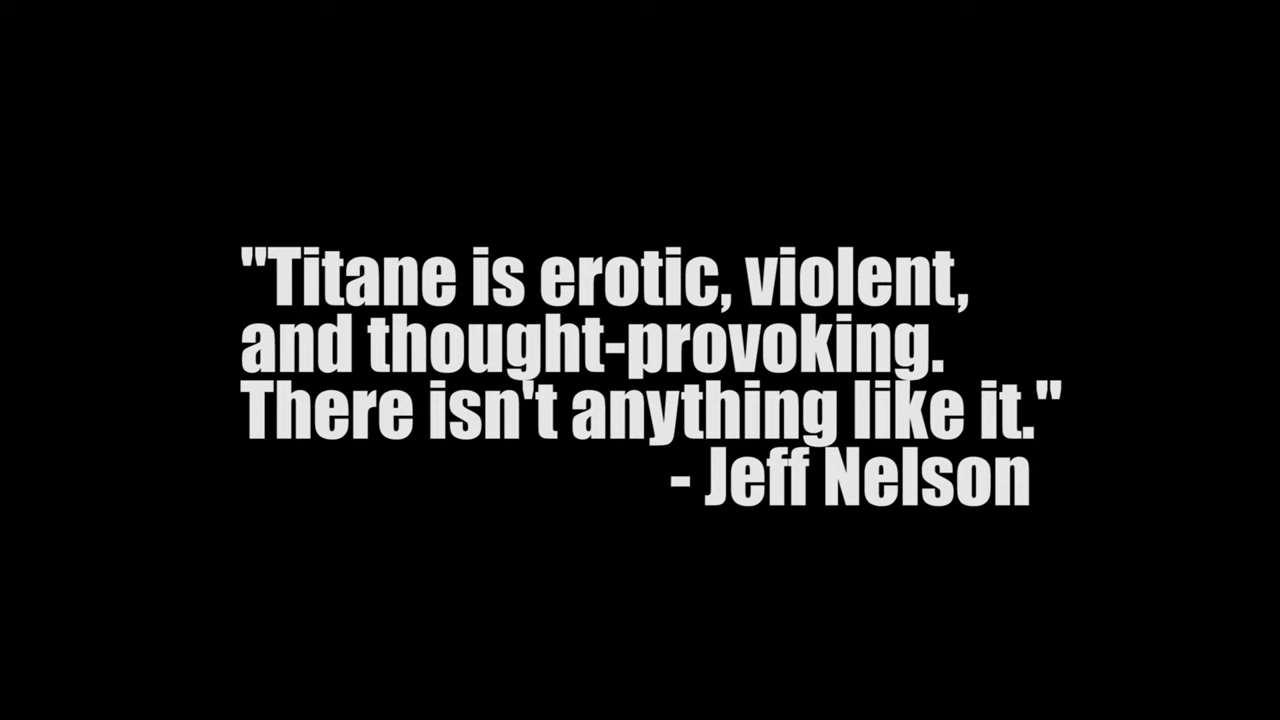 "Titane is erotic, violent,
and thought-provoking.
There isn't anything like it."
- Jeff Nelson